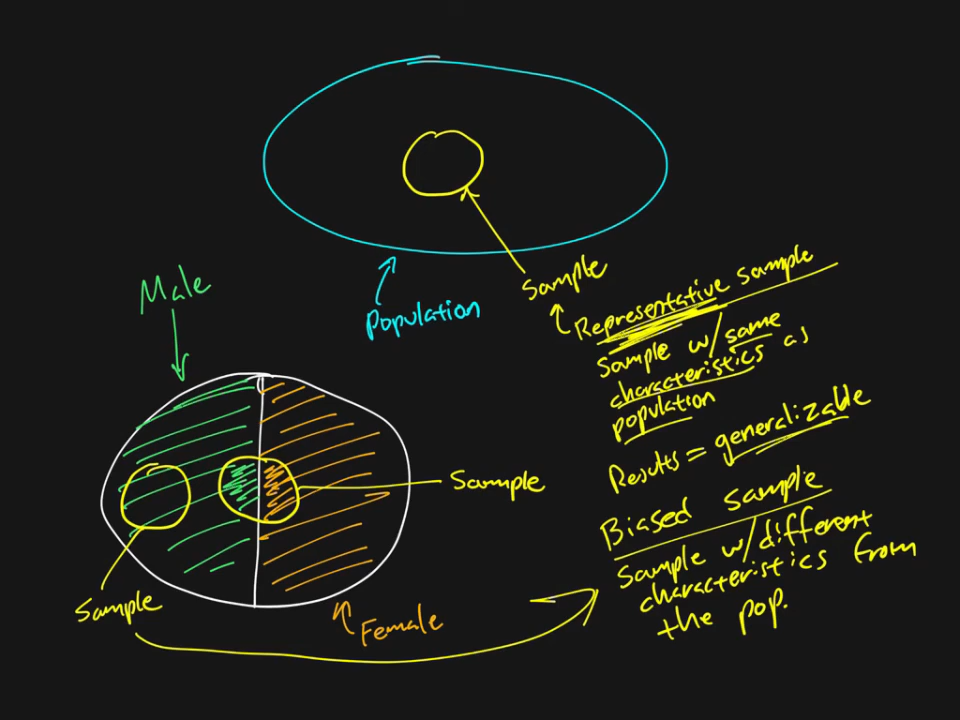 Sample
Population
Male
Representative Sample
Sample w/ same
characteristics as
population
Results = generalizable
Sample
Biased sample
Sample w/ different
characteristics from
the pop.
Sample
Female